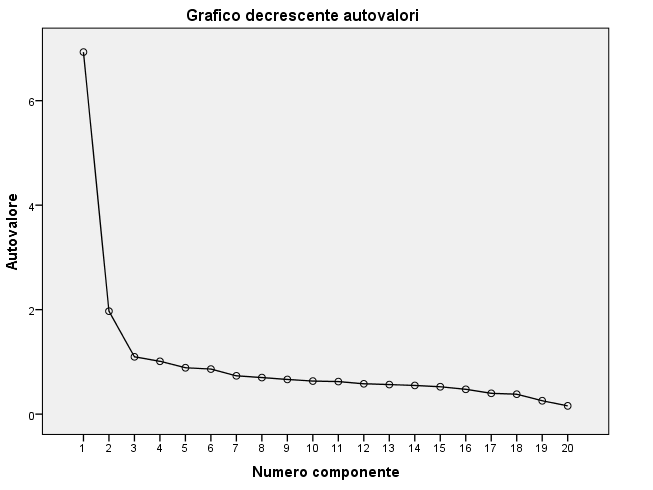 Grafico decrescente autovalori
6
4
2
0
Autovalore
1 2 3 4 5 6 7 8 9 10 11 12 13 14 15 16 17 18 19 20
Numero componente